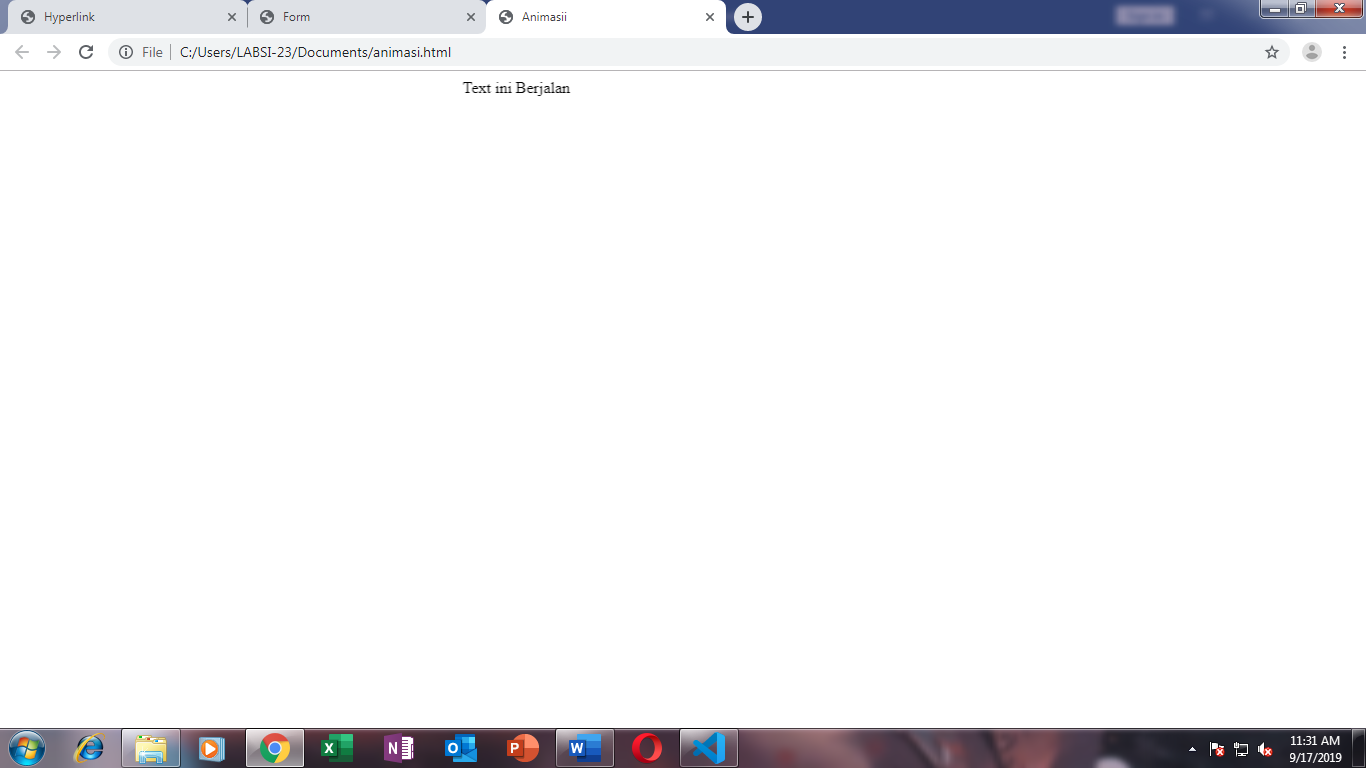 Hyperlink
Form
Animasii
File
C:/Users/LABSI-23/Documents/animasi.html
Text ini Berjalan
11:31 AM
9/17/2019